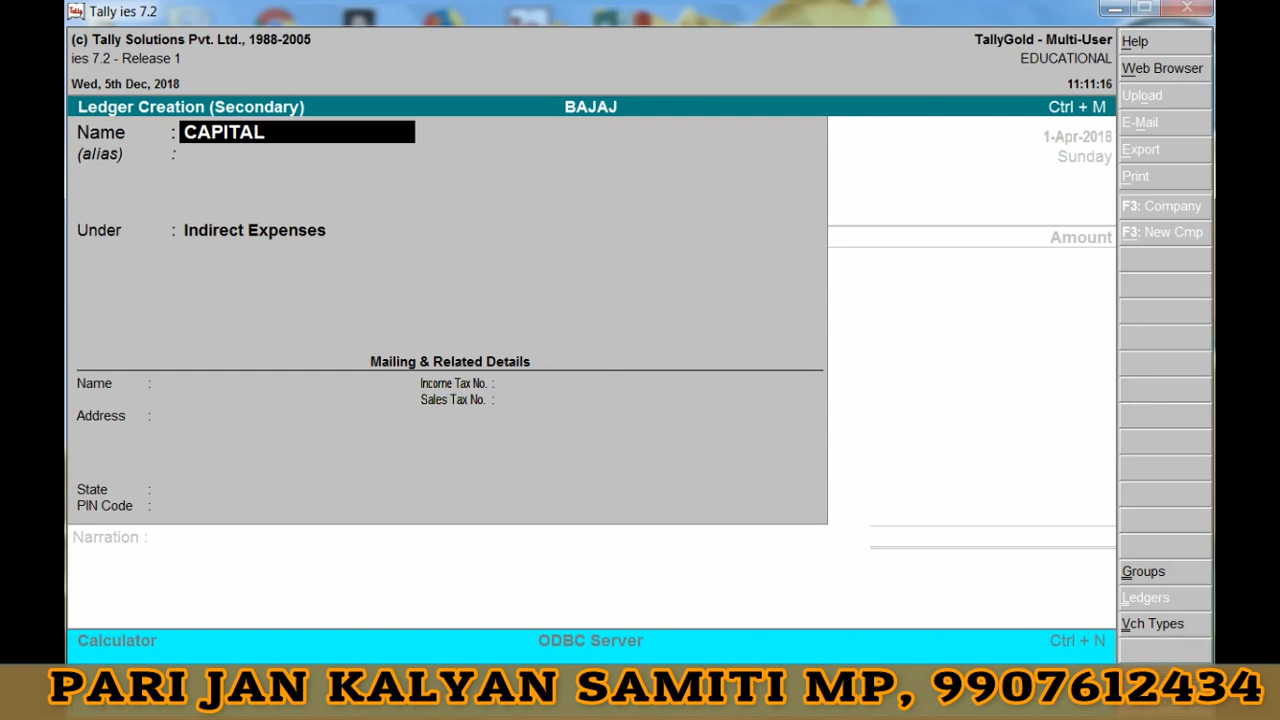 Tally ies 7.2
(c) Tally Solutions Pvt. Ltd., 1988-2005 TallyGold - Multi-User
ies 7.2 - Release 1 EDUCATIONAL
Wed, 5th Dec, 2018 11:11:16
Ledger Creation (Secondary) BAJAJ Ctrl + M
Name : CAPITAL
(alias) :
1-Apr-2018
Sunday
Under : Indirect Expenses
Amount
Mailing & Related Details
Name : Income Tax No. :
Sales Tax No. :
Address :
State :
PIN Code :
Narration :
Help
Web Browser
Upload
E-Mail
Export
Print
F3: Company
F3: New Cmp
Groups
Ledgers
Vch Types
Calculator ODBC Server Ctrl + N
PARI JAN KALYAN SAMITI MP, 9907612434